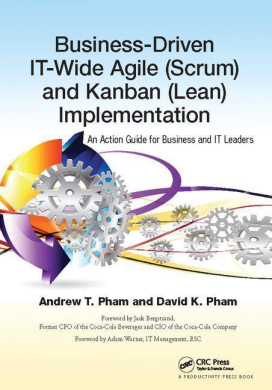 Business-Driven
IT-Wide Agile (Scrum)
and Kanban (Lean)
Implementation
An Action Guide for Business and IT Leaders
Andrew T. Pham and David K. Pham
Foreword by Jack Bergstrand,
Former CFO of the Coca-Cola Beverages and CIO of the Coca-Cola Company
Foreword by Adam Warner, IT Management, ESC
CRC
CRC Press
Taylor & Francis Group
A PRODUCTIVITY PRESS BOOK